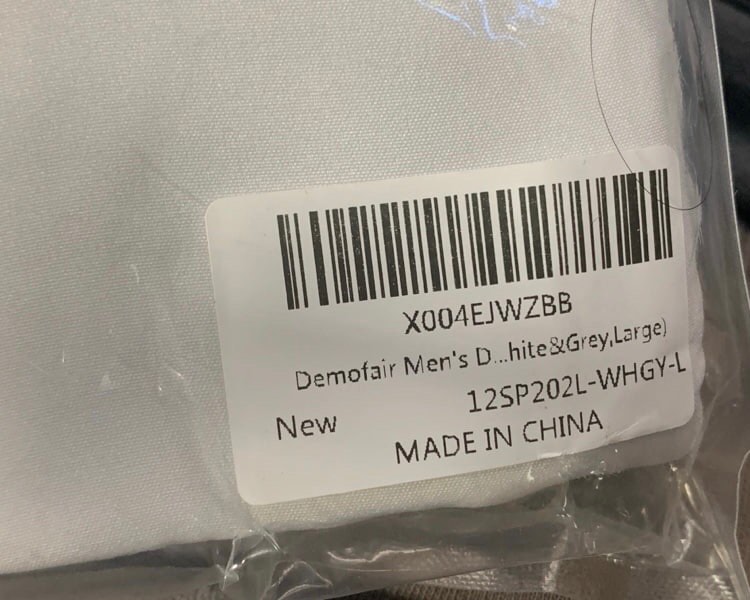 X004EJWZBB
Demofair Men's D...hite&Grey,Large)
12SP202L-WHGY-L
New
MADE IN CHINA